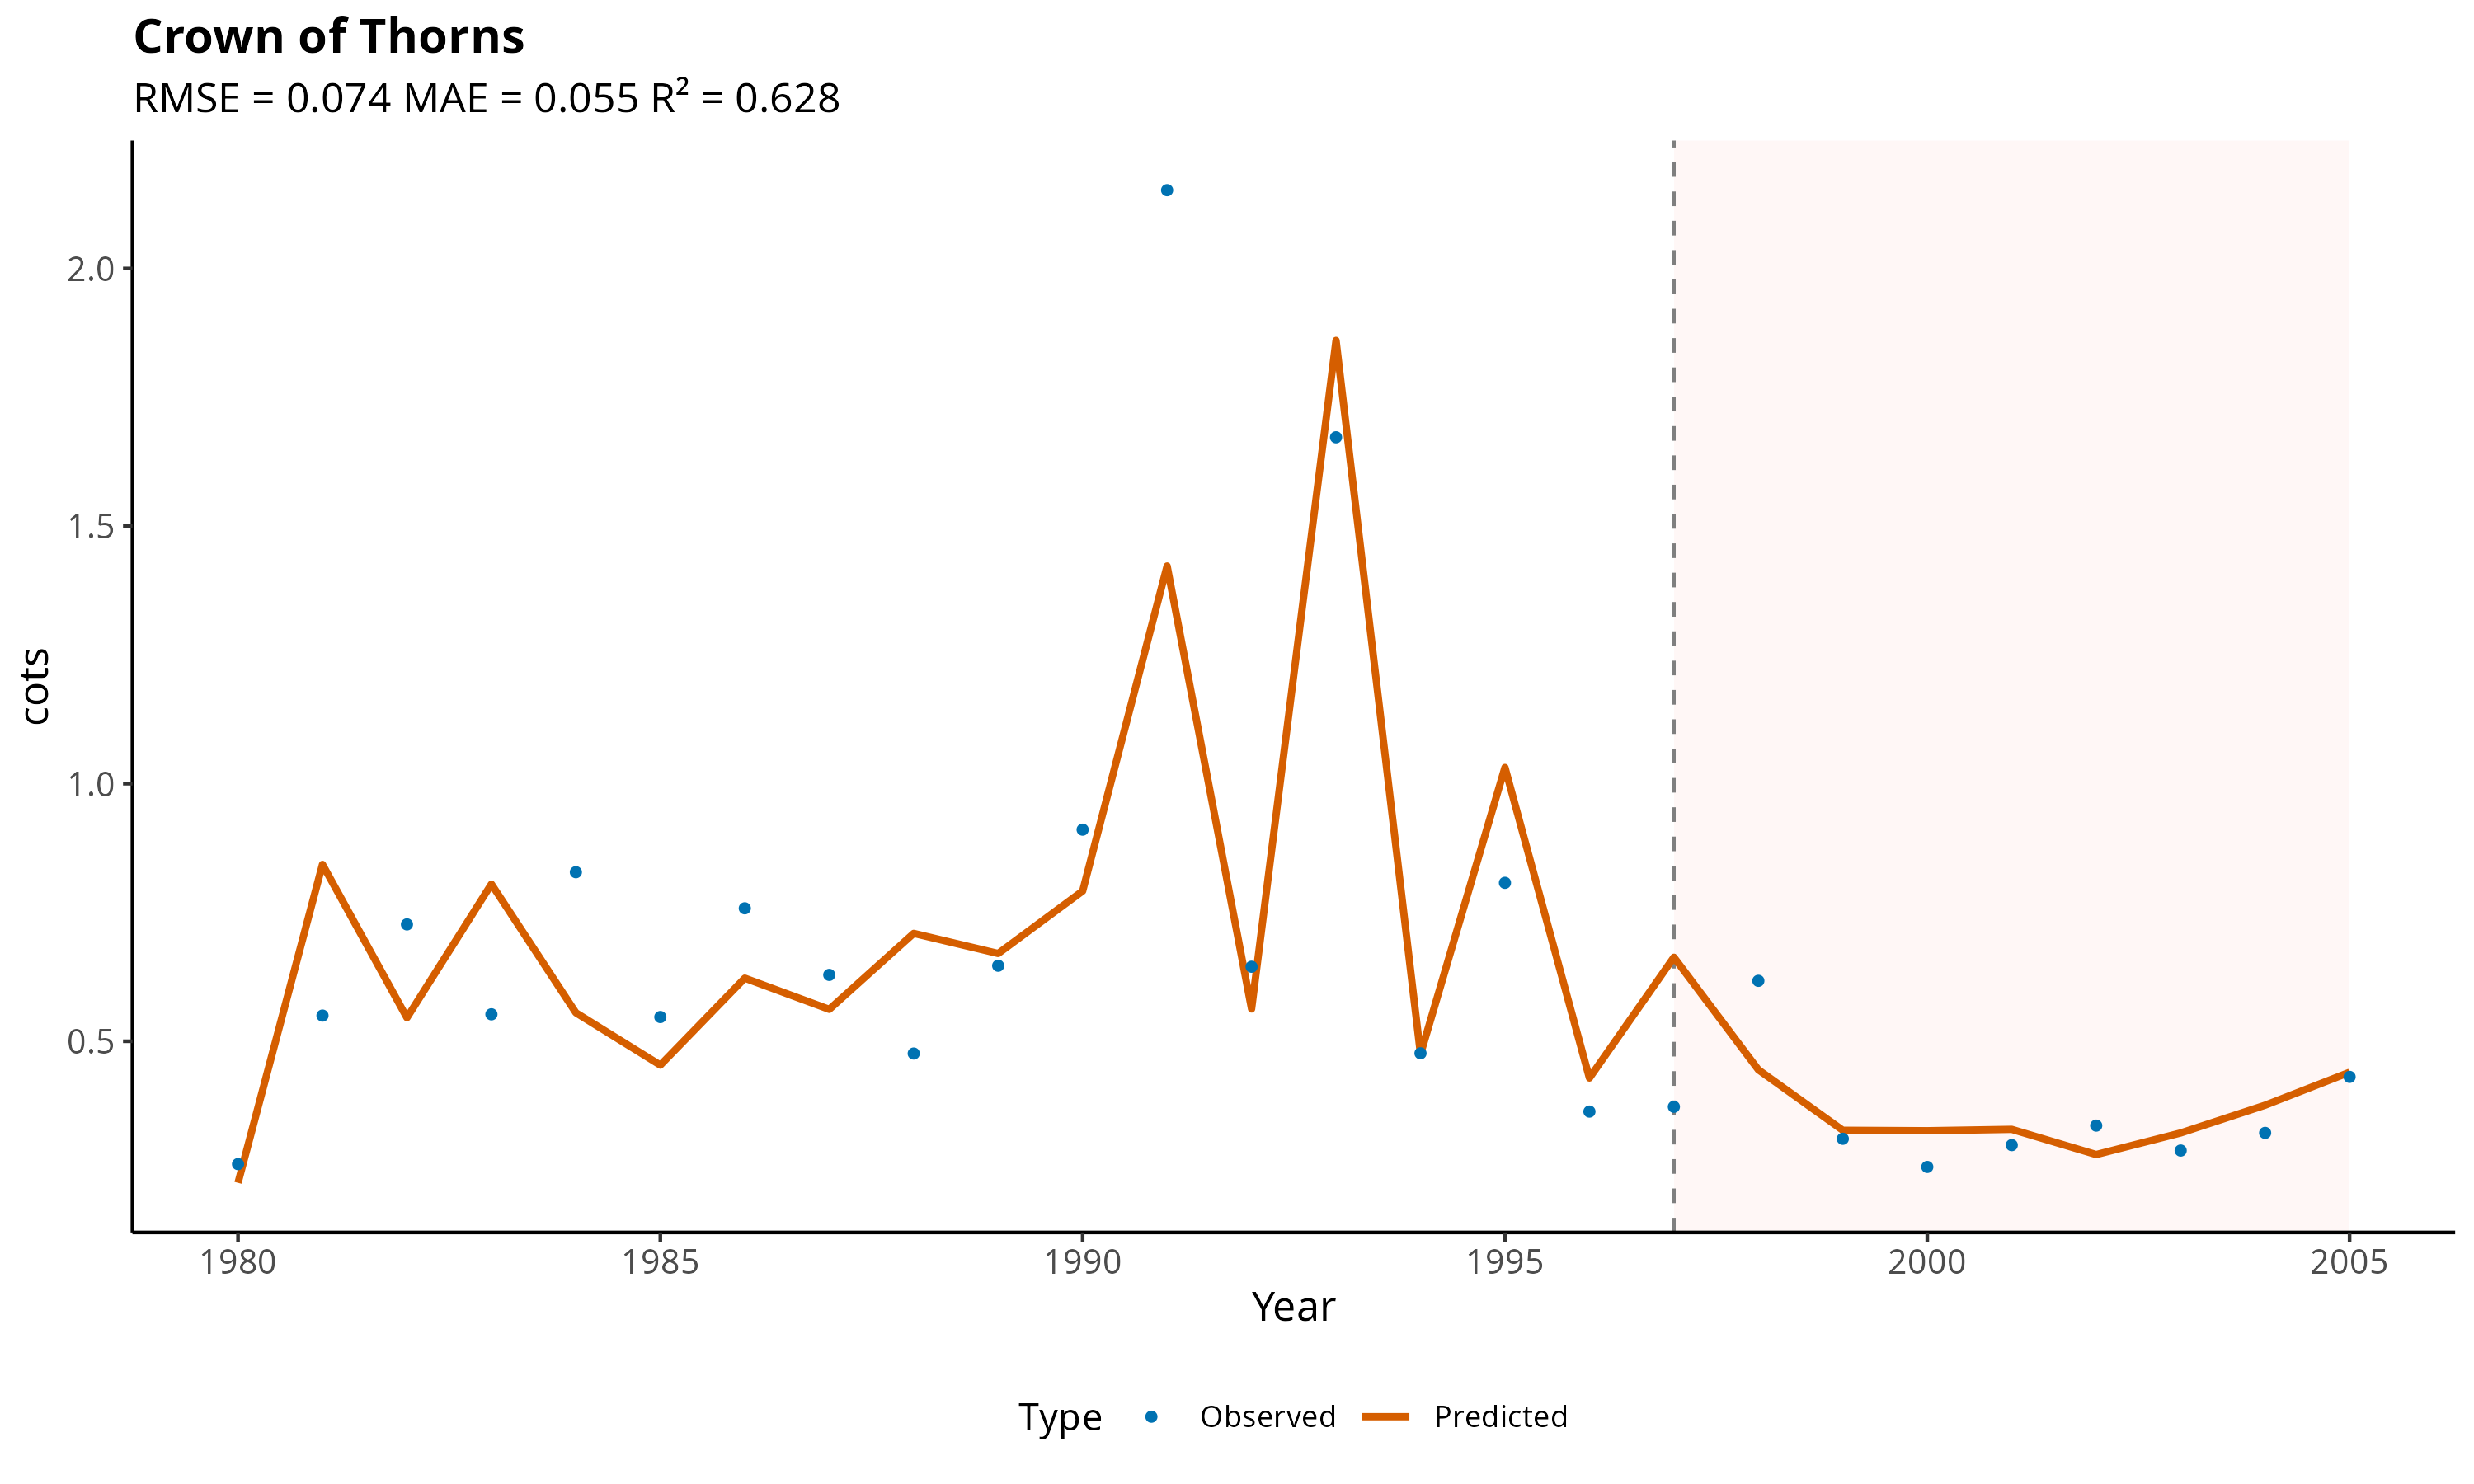 Crown of Thorns
RMSE = 0.074 MAE = 0.055 R² = 0.628
cots
2.0
1.5
1.0
0.5
1980 1985 1990 1995 2000 2005
Year
Type Observed Predicted